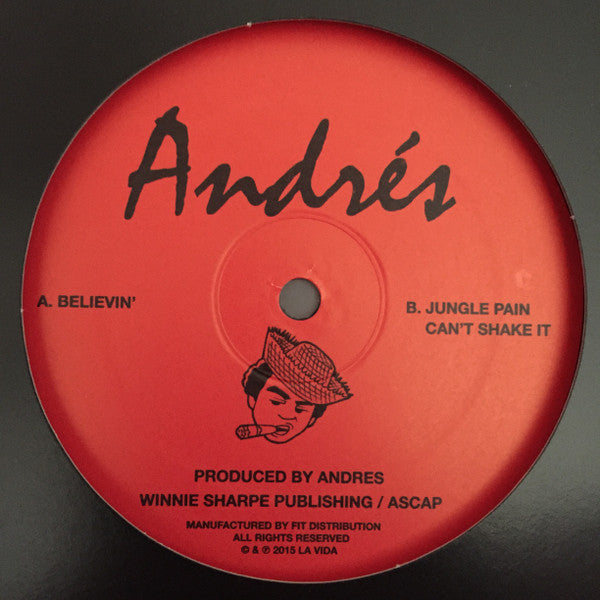 Andrés
A. BELIEVIN'
B. JUNGLE PAIN
CAN'T SHAKE IT
PRODUCED BY ANDRES
WINNIE SHARPE PUBLISHING / ASCAP
MANUFACTURED BY FIT DISTRIBUTION
ALL RIGHTS RESERVED
© & ℗ 2015 LA VIDA